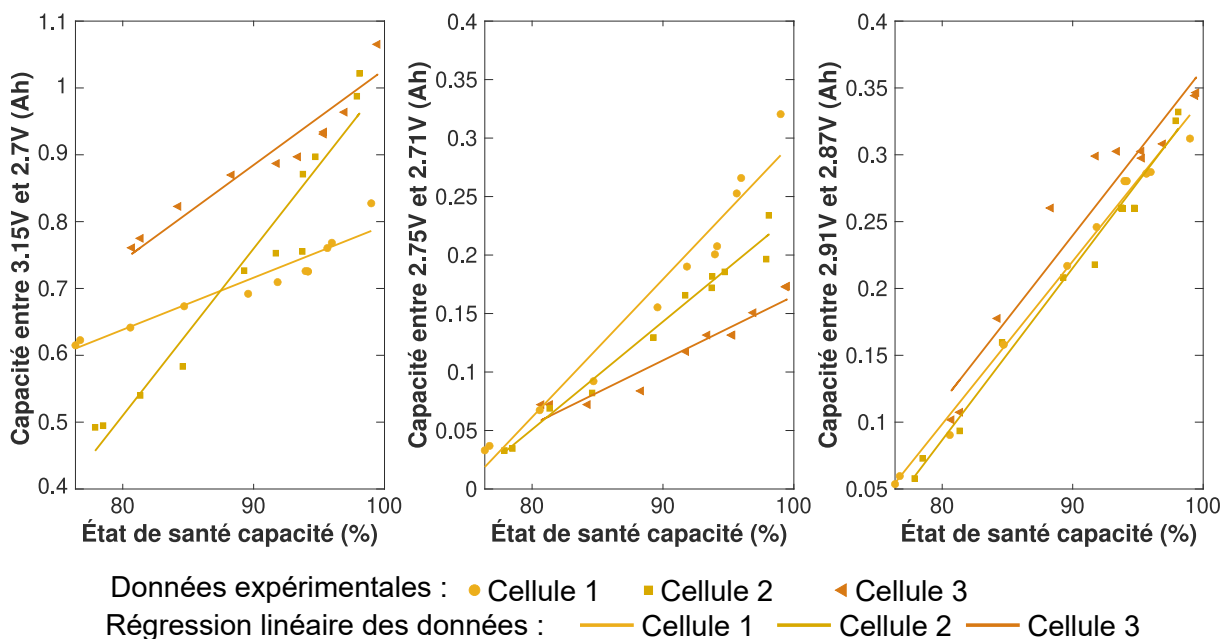 Capacité entre 3.15V et 2.7V (Ah)
1.1
1
0.9
0.8
0.7
0.6
0.5
0.4
80 90 100
État de santé capacité (%)
Capacité entre 2.75V et 2.71V (Ah)
0.4
0.35
0.3
0.25
0.2
0.15
0.1
0.05
0
80 90 100
État de santé capacité (%)
Capacité entre 2.91V et 2.87V (Ah)
0.4
0.35
0.3
0.25
0.2
0.15
0.1
0.05
80 90 100
État de santé capacité (%)
Données expérimentales : Cellule 1 Cellule 2 Cellule 3
Régression linéaire des données : Cellule 1 Cellule 2 Cellule 3